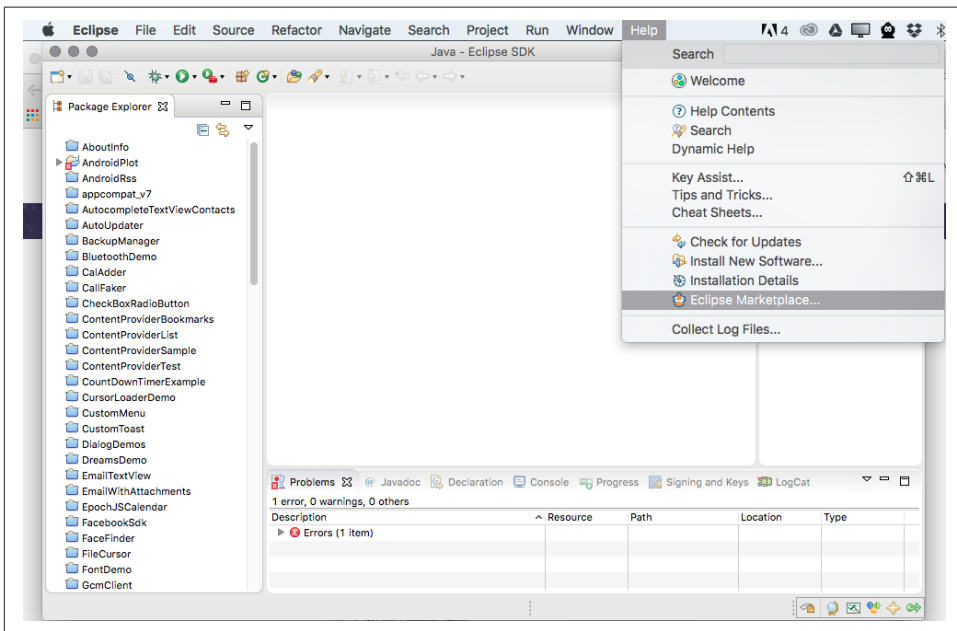 Eclipse File Edit Source Refactor Navigate Search Project Run Window Help 4
Java - Eclipse SDK
Search
Welcome
Help Contents
Search
Dynamic Help
Key Assist... ⇧⌘L
Tips and Tricks...
Cheat Sheets...
Check for Updates
Install New Software...
Installation Details
Eclipse Marketplace...
Collect Log Files...
Package Explorer
AboutInfo
AndroidPlot
AndroidRss
appcompat_v7
AutocompleteTextViewContacts
AutoUpdater
BackupManager
BluetoothDemo
CalAdder
CallFaker
CheckBoxRadioButton
ContentProviderBookmarks
ContentProviderList
ContentProviderSample
ContentProviderTest
CountDownTimerExample
CursorLoaderDemo
CustomMenu
CustomToast
DialogDemos
DreamsDemo
EmailTextView
EmailWithAttachments
EpochJSCalendar
FacebookSdk
FaceFinder
FileCursor
FontDemo
GcmClient
Problems @ Javadoc Declaration Console Progress Signing and Keys LogCat
1 error, 0 warnings, 0 others
Description Resource Path Location Type
Errors (1 item)